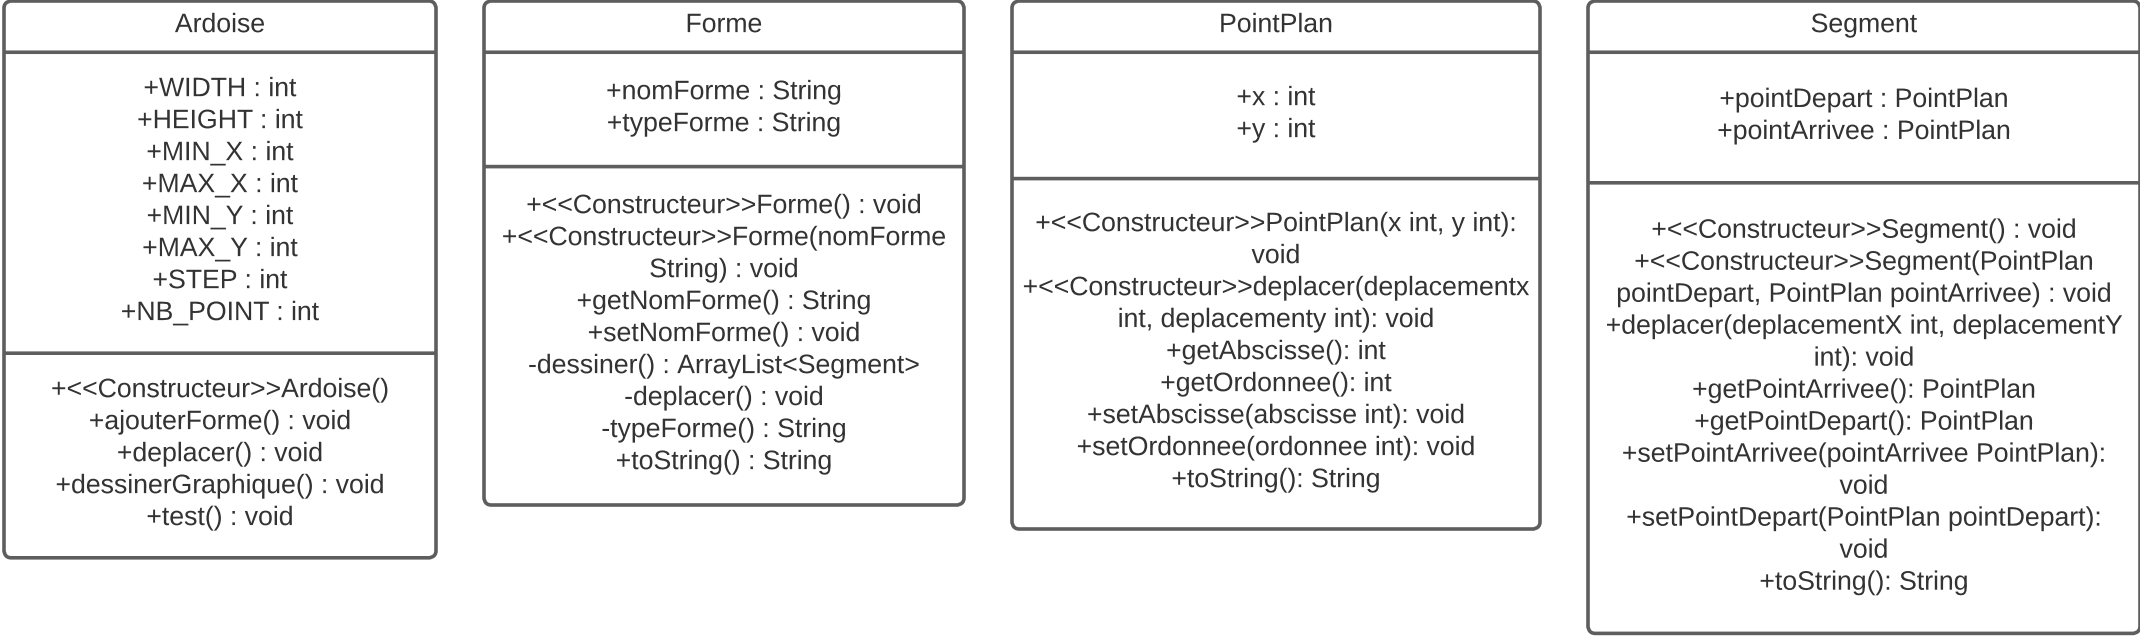 Ardoise
+WIDTH : int
+HEIGHT : int
+MIN_X : int
+MAX_X : int
+MIN_Y : int
+MAX_Y : int
+STEP : int
+NB_POINT : int
+<<Constructeur>>Ardoise()
+ajouterForme() : void
+deplacer() : void
+dessinerGraphique() : void
+test() : void
Forme
+nomForme : String
+typeForme : String
+<<Constructeur>>Forme() : void
+<<Constructeur>>Forme(nomForme
String) : void
+getNomForme() : String
+setNomForme() : void
-dessiner() : ArrayList<Segment>
-deplacer() : void
-typeForme() : String
+toString() : String
PointPlan
+x : int
+y : int
+<<Constructeur>>PointPlan(x int, y int):
void
+<<Constructeur>>deplacer(deplacementx
int, deplacementy int): void
+getAbscisse(): int
+getOrdonnee(): int
+setAbscisse(abscisse int): void
+setOrdonnee(ordonnee int): void
+toString(): String
Segment
+pointDepart : PointPlan
+pointArrivee : PointPlan
+<<Constructeur>>Segment() : void
+<<Constructeur>>Segment(PointPlan
pointDepart, PointPlan pointArrivee) : void
+deplacer(deplacementX int, deplacementY
int): void
+getPointArrivee(): PointPlan
+getPointDepart(): PointPlan
+setPointArrivee(pointArrivee PointPlan):
void
+setPointDepart(PointPlan pointDepart):
void
+toString(): String